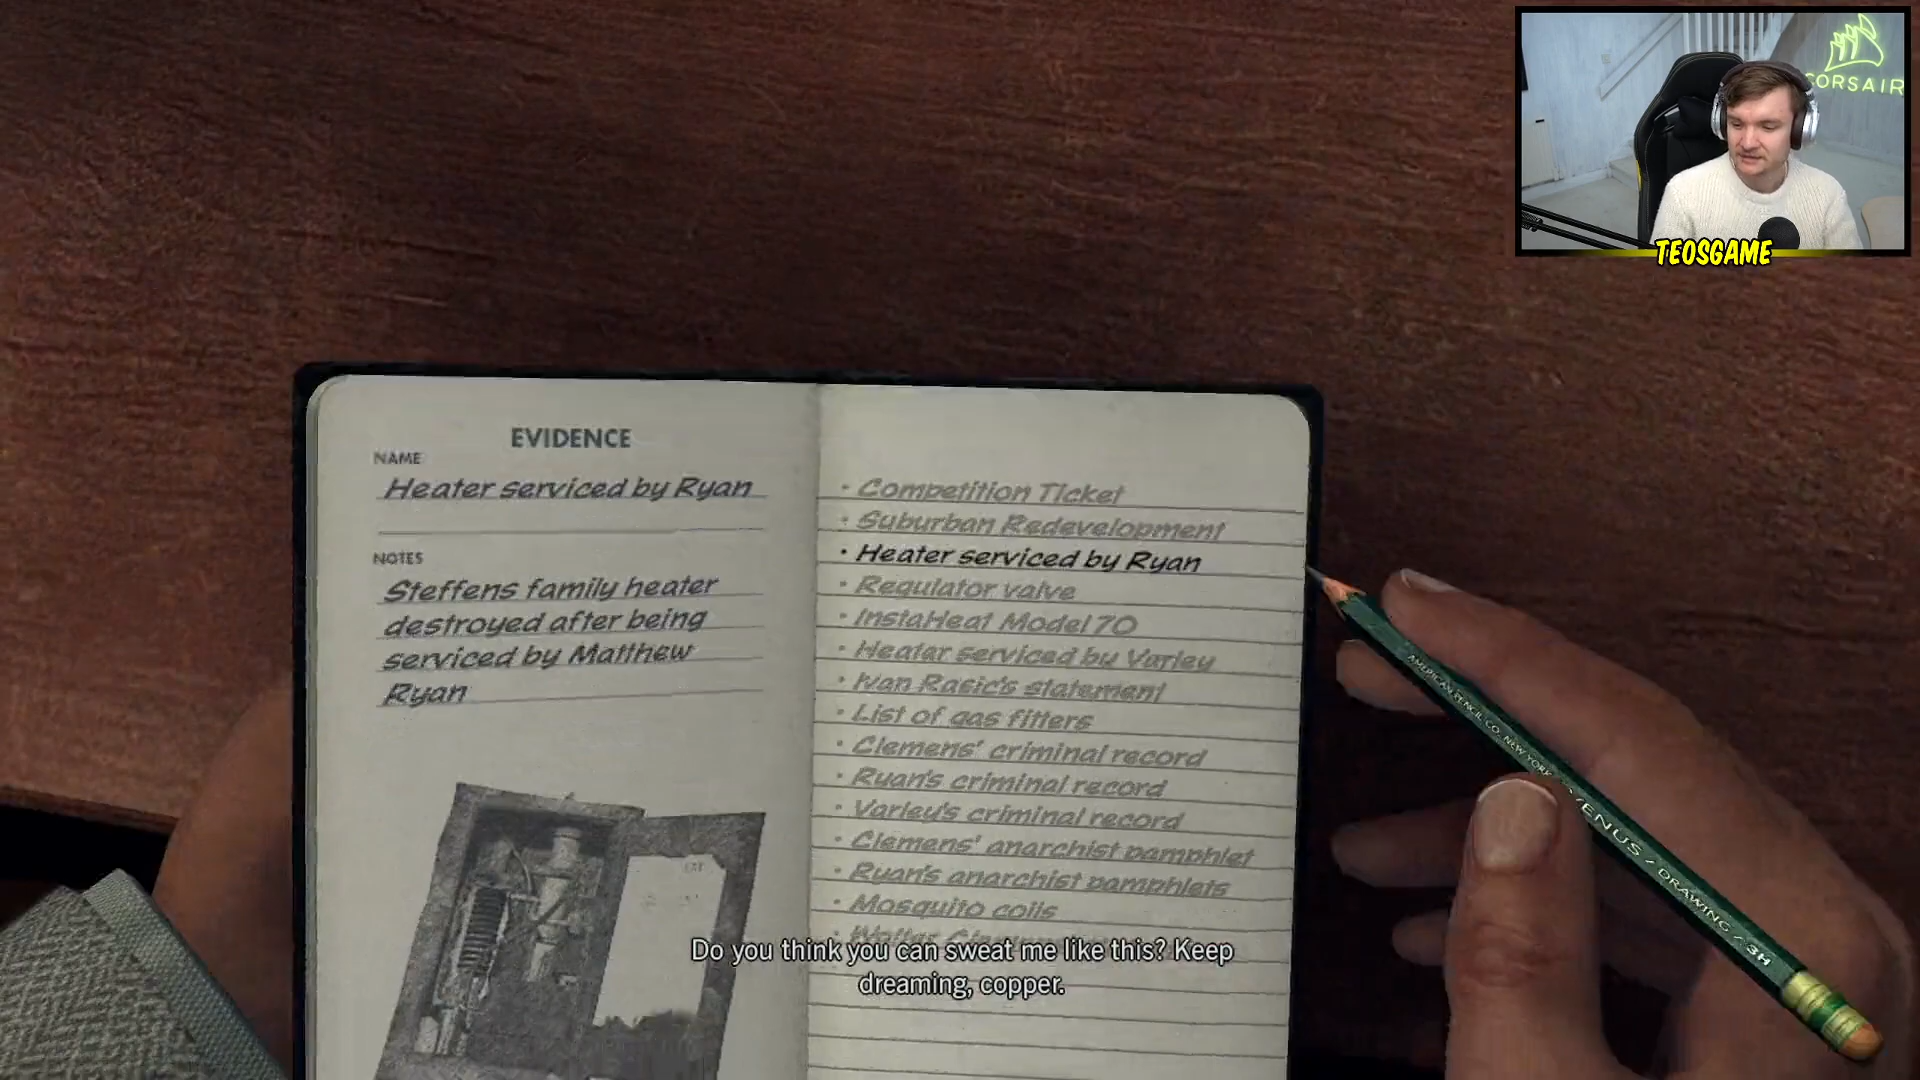 CORSAIR
TEOSGAME
EVIDENCE
NAME
Heater serviced by Ryan
NOTES
Steffens family heater
destroyed after being
serviced by Matthew
Ryan
• Competition Ticket
• Suburban Redevelopment
• Heater serviced by Ryan
• Regulator valve
• InstaHeat Model 70
• Heatar serviced by Varley
• Ivan Rasic's statement
• List of gas fitters
• Clemens' criminal record
• Ryan's criminal record
• Varley's criminal record
• Clemens' anarchist pamphlet
• Ryan's anarchist pamphlets
• Mosquito coils
• Walter Clemens
AMERICAN PENCIL CO. NEW YORK
VENUS / DRAWING / 3H
Do you think you can sweat me like this? Keep
dreaming, copper.